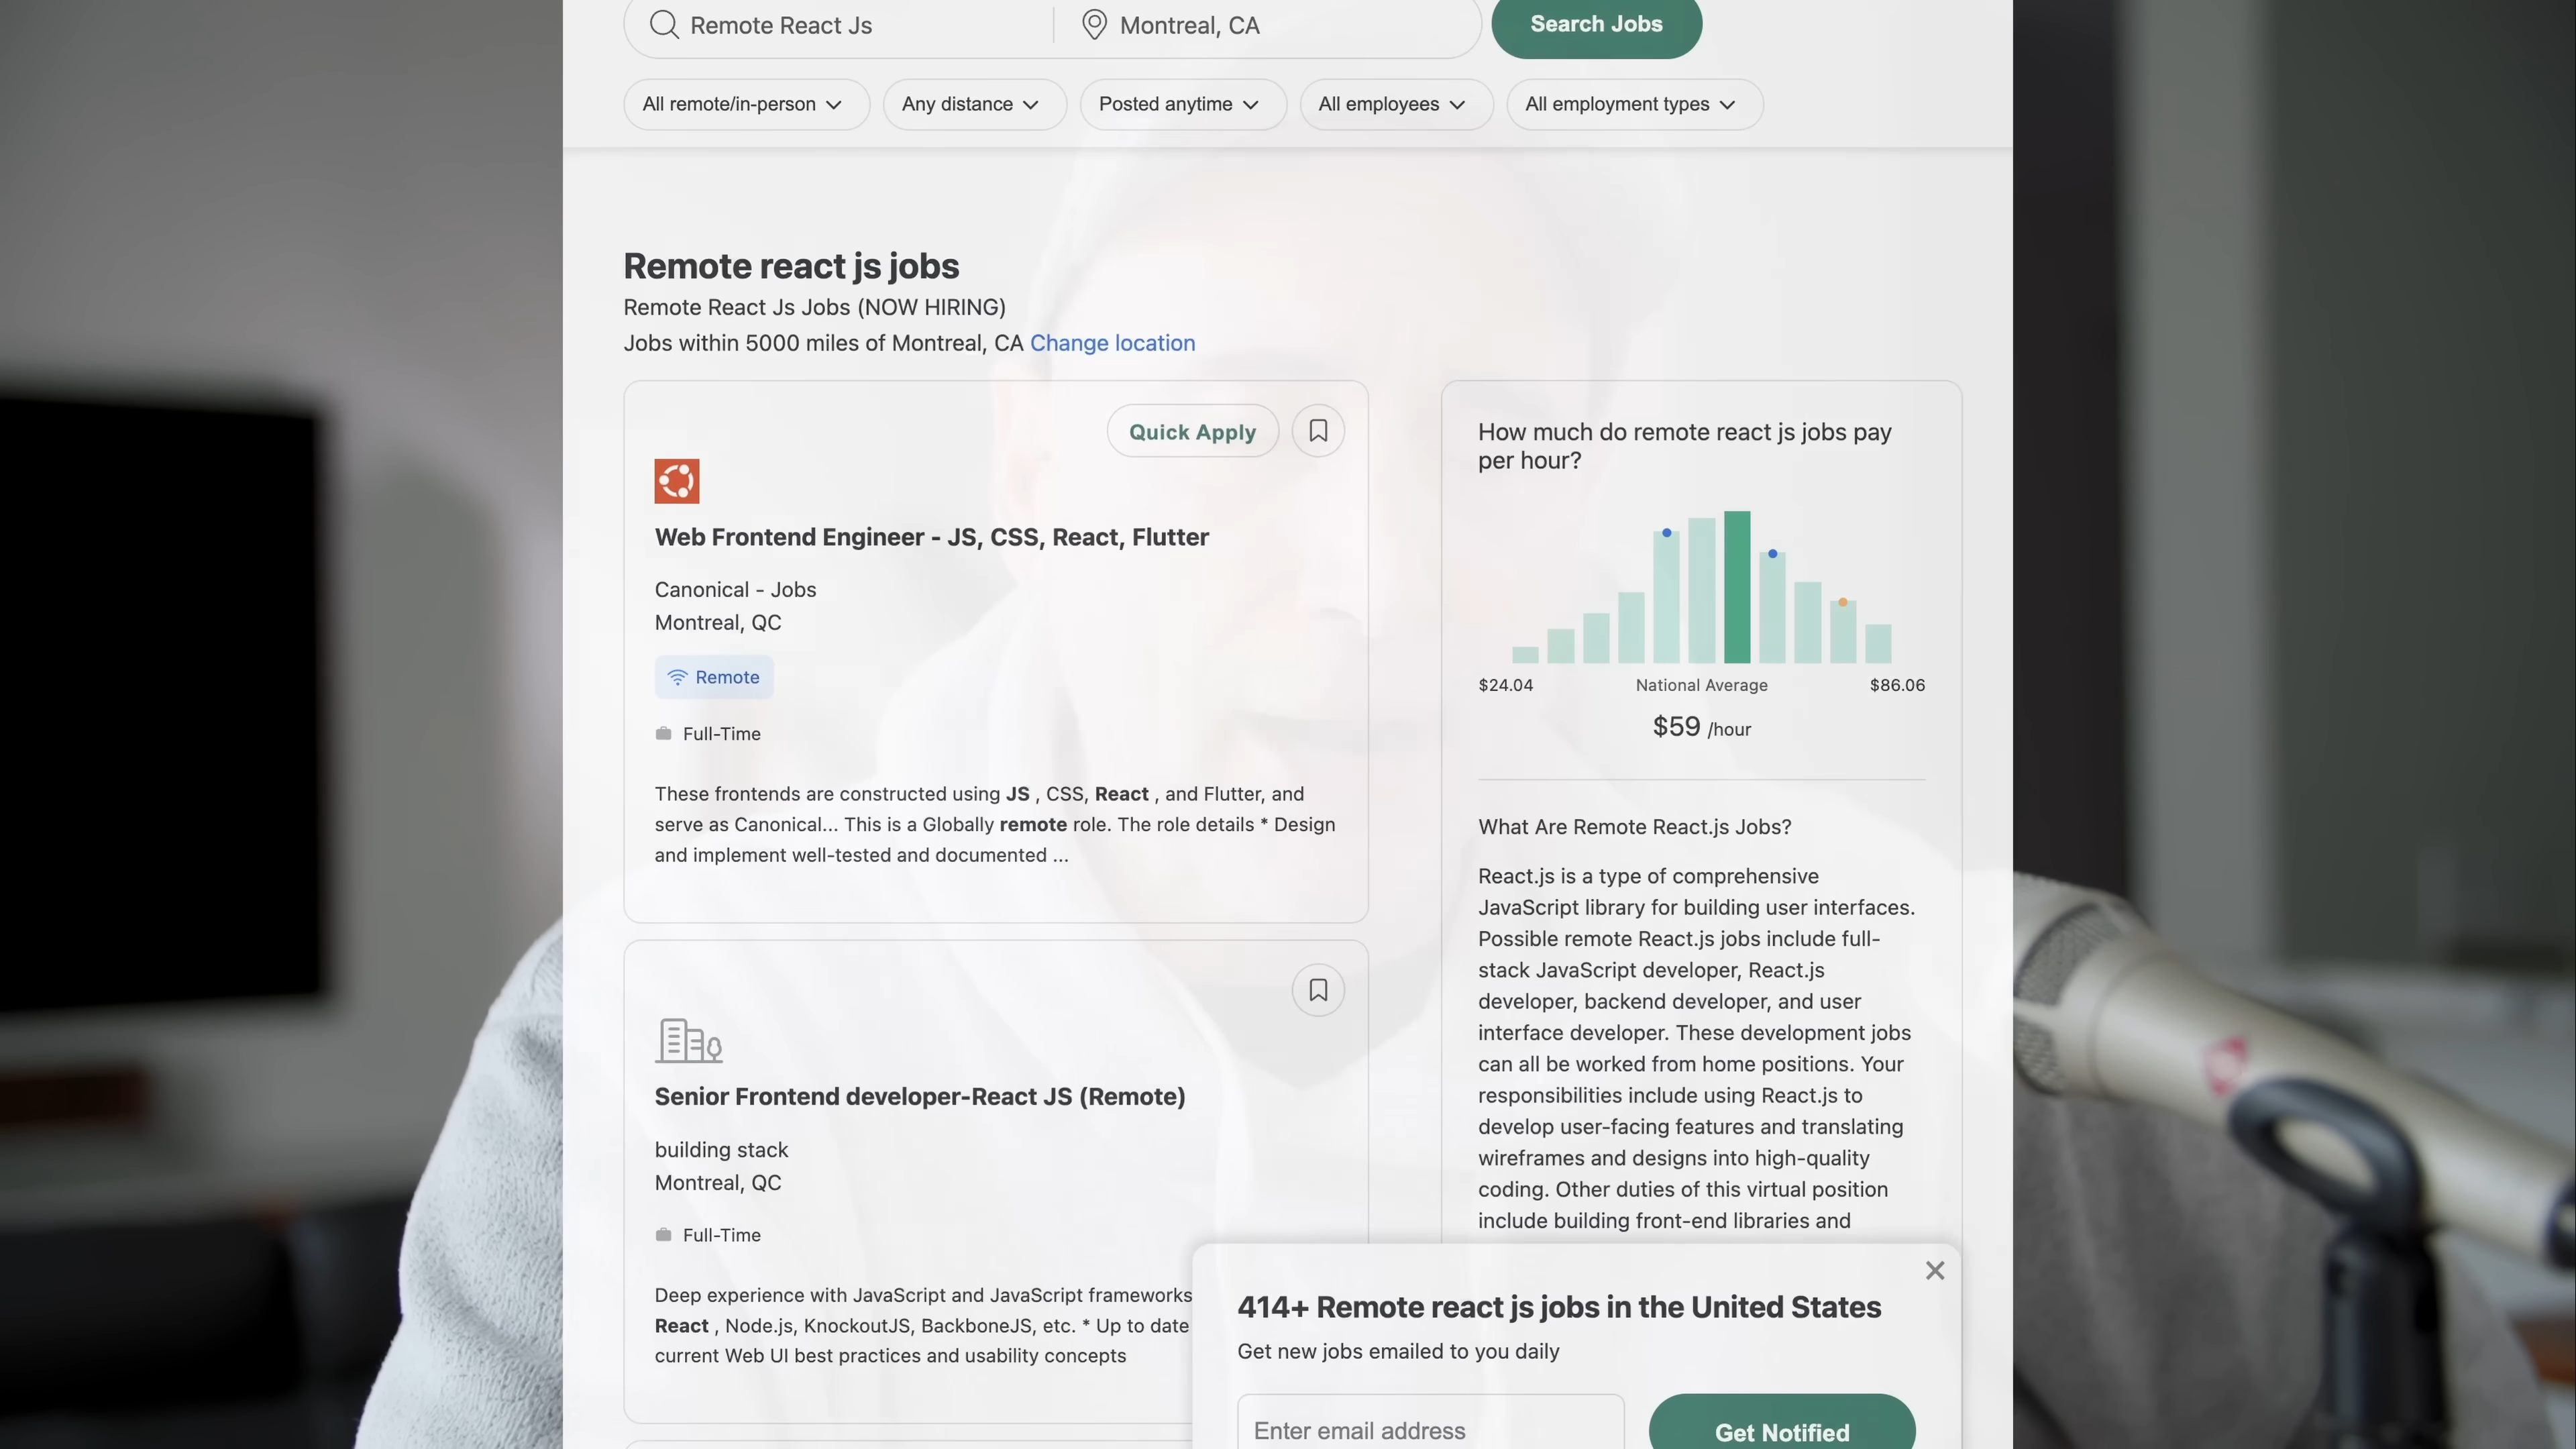 Remote React Js
Montreal, CA
Search Jobs
All remote/in-person
Any distance
Posted anytime
All employees
All employment types
Remote react js jobs
Remote React Js Jobs (NOW HIRING)
Jobs within 5000 miles of Montreal, CA Change location
Quick Apply
Web Frontend Engineer - JS, CSS, React, Flutter
Canonical - Jobs
Montreal, QC
Remote
Full-Time
These frontends are constructed using JS , CSS, React , and Flutter, and
serve as Canonical... This is a Globally remote role. The role details * Design
and implement well-tested and documented ...
Senior Frontend developer-React JS (Remote)
building stack
Montreal, QC
Full-Time
Deep experience with JavaScript and JavaScript frameworks
React , Node.js, KnockoutJS, BackboneJS, etc. * Up to date
current Web UI best practices and usability concepts
How much do remote react js jobs pay
per hour?
$24.04
National Average
$86.06
$59 /hour
What Are Remote React.js Jobs?
React.js is a type of comprehensive
JavaScript library for building user interfaces.
Possible remote React.js jobs include full-
stack JavaScript developer, React.js
developer, backend developer, and user
interface developer. These development jobs
can all be worked from home positions. Your
responsibilities include using React.js to
develop user-facing features and translating
wireframes and designs into high-quality
coding. Other duties of this virtual position
include building front-end libraries and
414+ Remote react js jobs in the United States
Get new jobs emailed to you daily
Enter email address
Get Notified